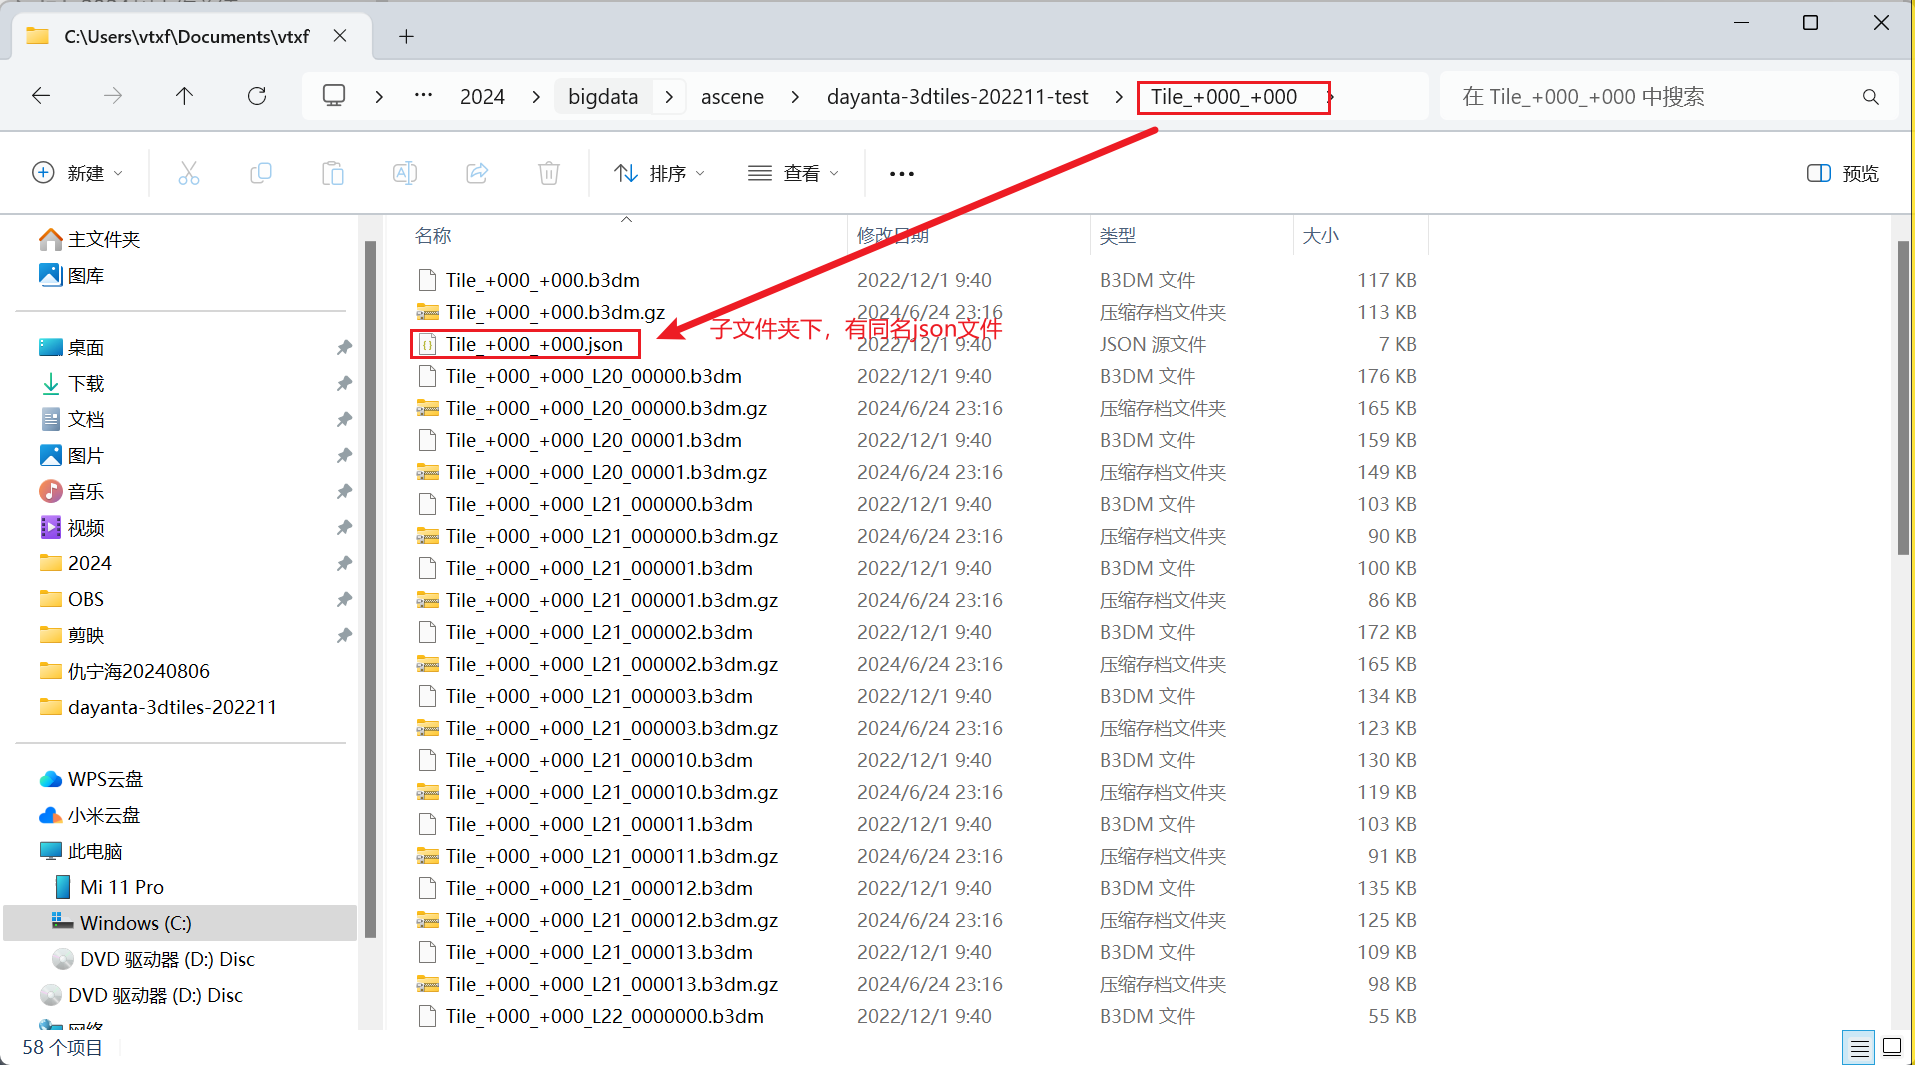 C:\Users\vtxf\Documents\vtxf
2024
bigdata
ascene
dayanta-3dtiles-202211-test
Tile_+000_+000
在 Tile_+000_+000 中搜索
新建
排序
查看
预览
主文件夹
图库
桌面
下载
文档
图片
音乐
视频
2024
OBS
剪映
仇宁海20240806
dayanta-3dtiles-202211
WPS云盘
小米云盘
此电脑
Mi 11 Pro
Windows (C:)
DVD 驱动器 (D:) Disc
DVD 驱动器 (D:) Disc
网络
名称 修改日期 类型 大小
Tile_+000_+000.b3dm 2022/12/1 9:40 B3DM 文件 117 KB
Tile_+000_+000.b3dm.gz 2024/6/24 23:16 压缩存档文件夹 113 KB
子文件夹下，有同名json文件
Tile_+000_+000.json 2022/12/1 9:40 JSON 源文件 7 KB
Tile_+000_+000_L20_00000.b3dm 2022/12/1 9:40 B3DM 文件 176 KB
Tile_+000_+000_L20_00000.b3dm.gz 2024/6/24 23:16 压缩存档文件夹 165 KB
Tile_+000_+000_L20_00001.b3dm 2022/12/1 9:40 B3DM 文件 159 KB
Tile_+000_+000_L20_00001.b3dm.gz 2024/6/24 23:16 压缩存档文件夹 149 KB
Tile_+000_+000_L21_000000.b3dm 2022/12/1 9:40 B3DM 文件 103 KB
Tile_+000_+000_L21_000000.b3dm.gz 2024/6/24 23:16 压缩存档文件夹 90 KB
Tile_+000_+000_L21_000001.b3dm 2022/12/1 9:40 B3DM 文件 100 KB
Tile_+000_+000_L21_000001.b3dm.gz 2024/6/24 23:16 压缩存档文件夹 86 KB
Tile_+000_+000_L21_000002.b3dm 2022/12/1 9:40 B3DM 文件 172 KB
Tile_+000_+000_L21_000002.b3dm.gz 2024/6/24 23:16 压缩存档文件夹 165 KB
Tile_+000_+000_L21_000003.b3dm 2022/12/1 9:40 B3DM 文件 134 KB
Tile_+000_+000_L21_000003.b3dm.gz 2024/6/24 23:16 压缩存档文件夹 123 KB
Tile_+000_+000_L21_000010.b3dm 2022/12/1 9:40 B3DM 文件 130 KB
Tile_+000_+000_L21_000010.b3dm.gz 2024/6/24 23:16 压缩存档文件夹 119 KB
Tile_+000_+000_L21_000011.b3dm 2022/12/1 9:40 B3DM 文件 103 KB
Tile_+000_+000_L21_000011.b3dm.gz 2024/6/24 23:16 压缩存档文件夹 91 KB
Tile_+000_+000_L21_000012.b3dm 2022/12/1 9:40 B3DM 文件 135 KB
Tile_+000_+000_L21_000012.b3dm.gz 2024/6/24 23:16 压缩存档文件夹 125 KB
Tile_+000_+000_L21_000013.b3dm 2022/12/1 9:40 B3DM 文件 109 KB
Tile_+000_+000_L21_000013.b3dm.gz 2024/6/24 23:16 压缩存档文件夹 98 KB
Tile_+000_+000_L22_0000000.b3dm 2022/12/1 9:40 B3DM 文件 55 KB
58 个项目